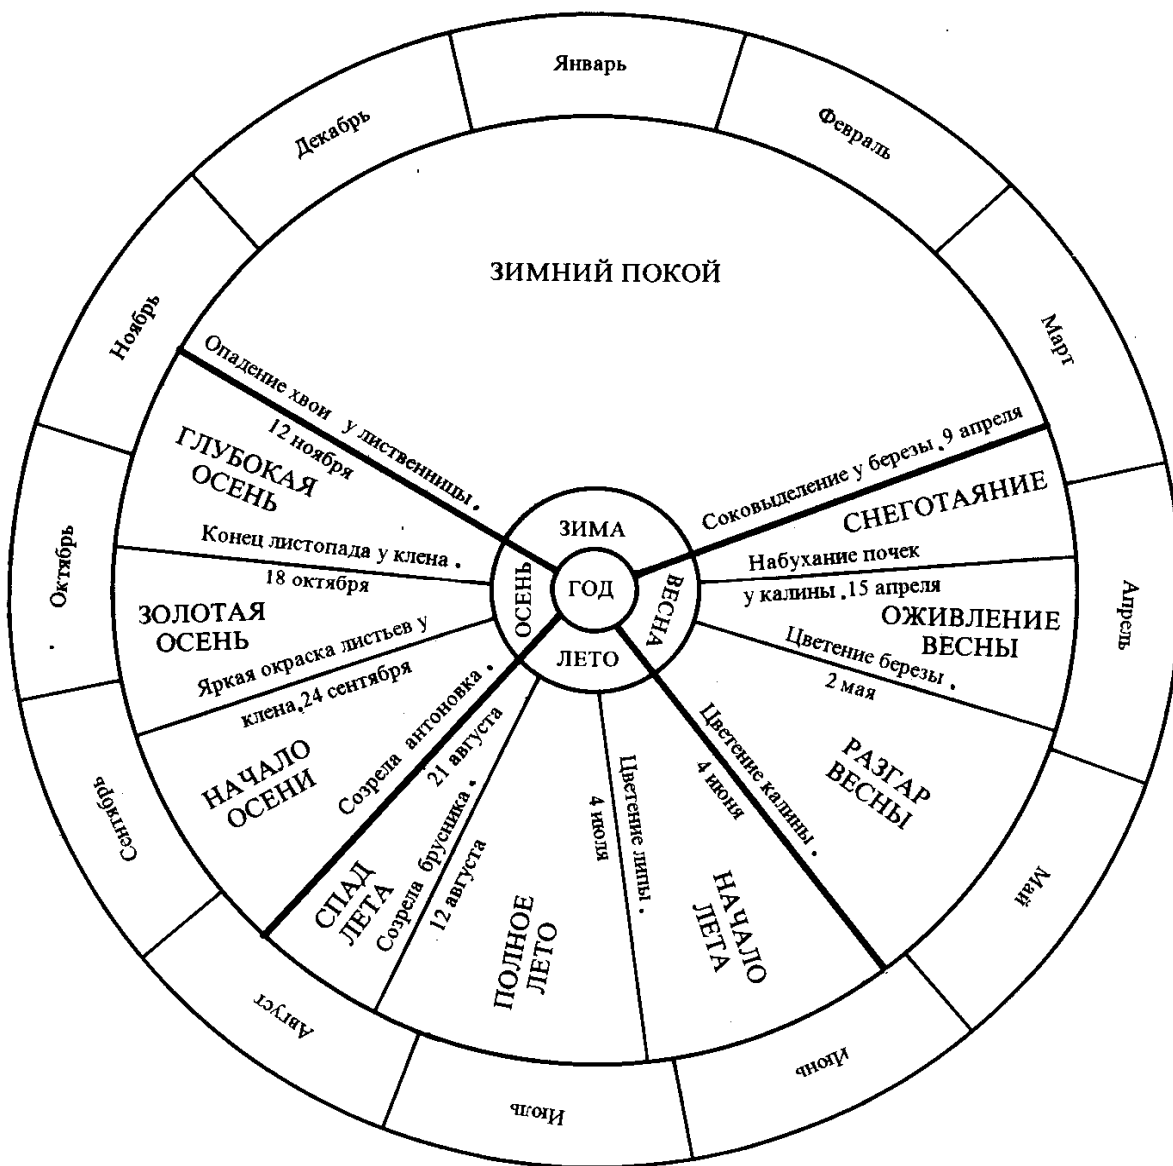 Январь
Февраль
Март
Апрель
Май
Июнь
Июль
Август
Сентябрь
Октябрь
Ноябрь
Декабрь
ЗИМНИЙ ПОКОЙ
Соковыделение у березы 9 апреля
СНЕГОТАЯНИЕ
Набухание почек
у калины 15 апреля
ОЖИВЛЕНИЕ
ВЕСНЫ
Цветение березы
2 мая
РАЗГАР
ВЕСНЫ
Цветение калины
4 июня
НАЧАЛО
ЛЕТА
Цветение липы
4 июля
ПОЛНОЕ
ЛЕТО
Созрела брусника
12 августа
СПАД
ЛЕТА
Созрела антоновка
21 августа
НАЧАЛО
ОСЕНИ
Яркая окраска листьев у
клена 24 сентября
ЗОЛОТАЯ
ОСЕНЬ
Конец листопада у клена
18 октября
ГЛУБОКАЯ
ОСЕНЬ
Опадение хвои у лиственницы
12 ноября
ЗИМА
ВЕСНА
ЛЕТО
ОСЕНЬ
ГОД